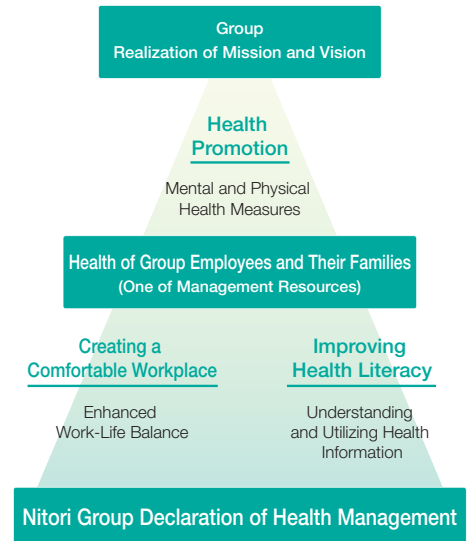 Group
Realization of Mission and Vision
Health
Promotion
Mental and Physical
Health Measures
Health of Group Employees and Their Families
(One of Management Resources)
Creating a
Comfortable Workplace
Enhanced
Work-Life Balance
Improving
Health Literacy
Understanding
and Utilizing Health
Information
Nitori Group Declaration of Health Management